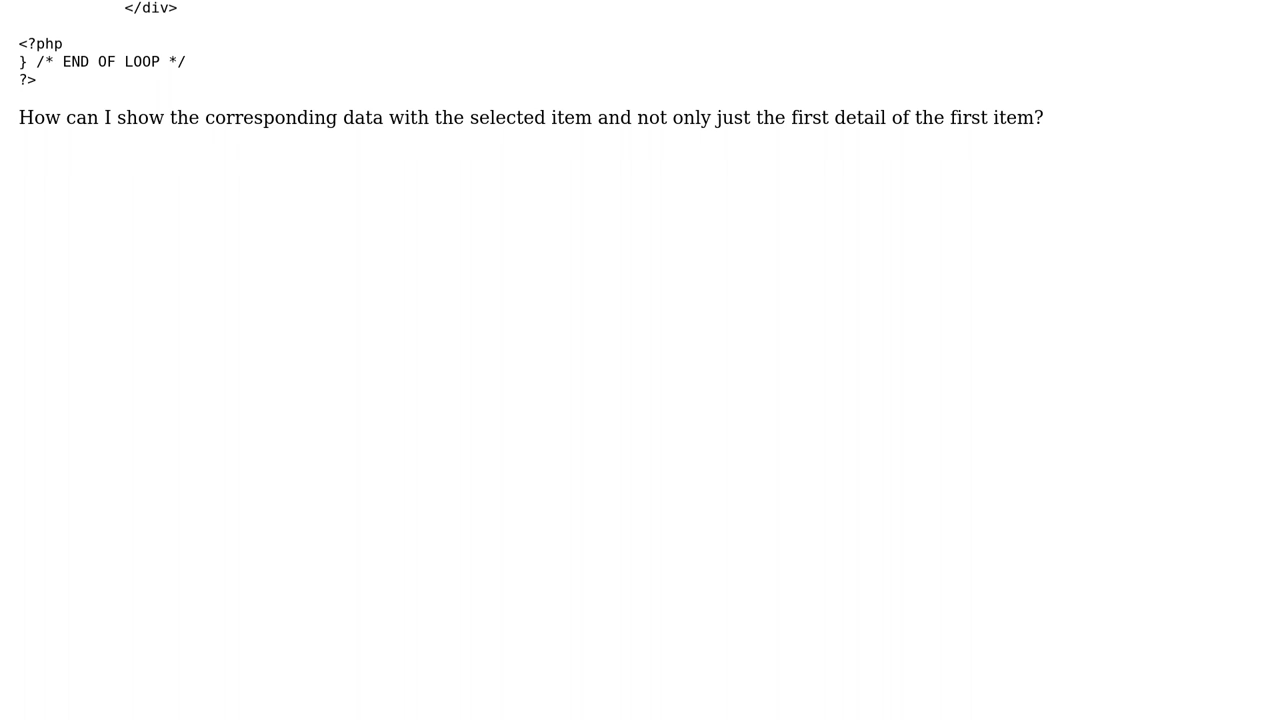 </div>
<?php
} /* END OF LOOP */
?>
How can I show the corresponding data with the selected item and not only just the first detail of the first item?